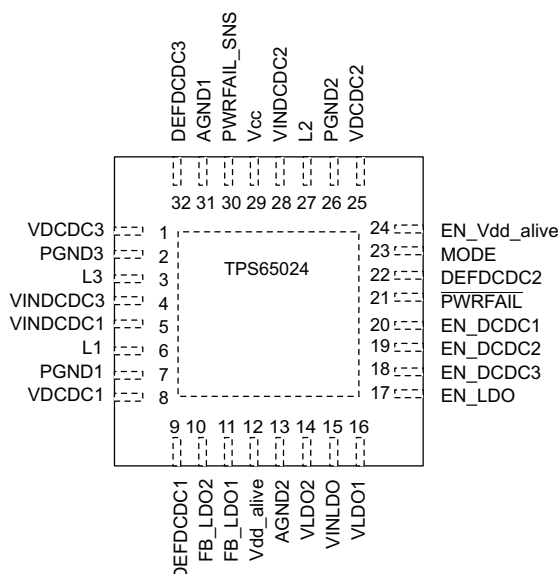 DEFDCDC3
AGND1
PWRFAIL_SNS
Vcc
VINDCDC2
L2
PGND2
VDCDC2
32 31 30 29 28 27 26 25
VDCDC3 1
PGND3 2
L3 3
VINDCDC3 4
VINDCDC1 5
L1 6
PGND1 7
VDCDC1 8
TPS65024
24 EN_Vdd_alive
23 MODE
22 DEFDCDC2
21 PWRFAIL
20 EN_DCDC1
19 EN_DCDC2
18 EN_DCDC3
17 EN_LDO
9 10 11 12 13 14 15 16
DEFDCDC1
FB_LDO2
FB_LDO1
Vdd_alive
AGND2
VLDO2
VINLDO
VLDO1